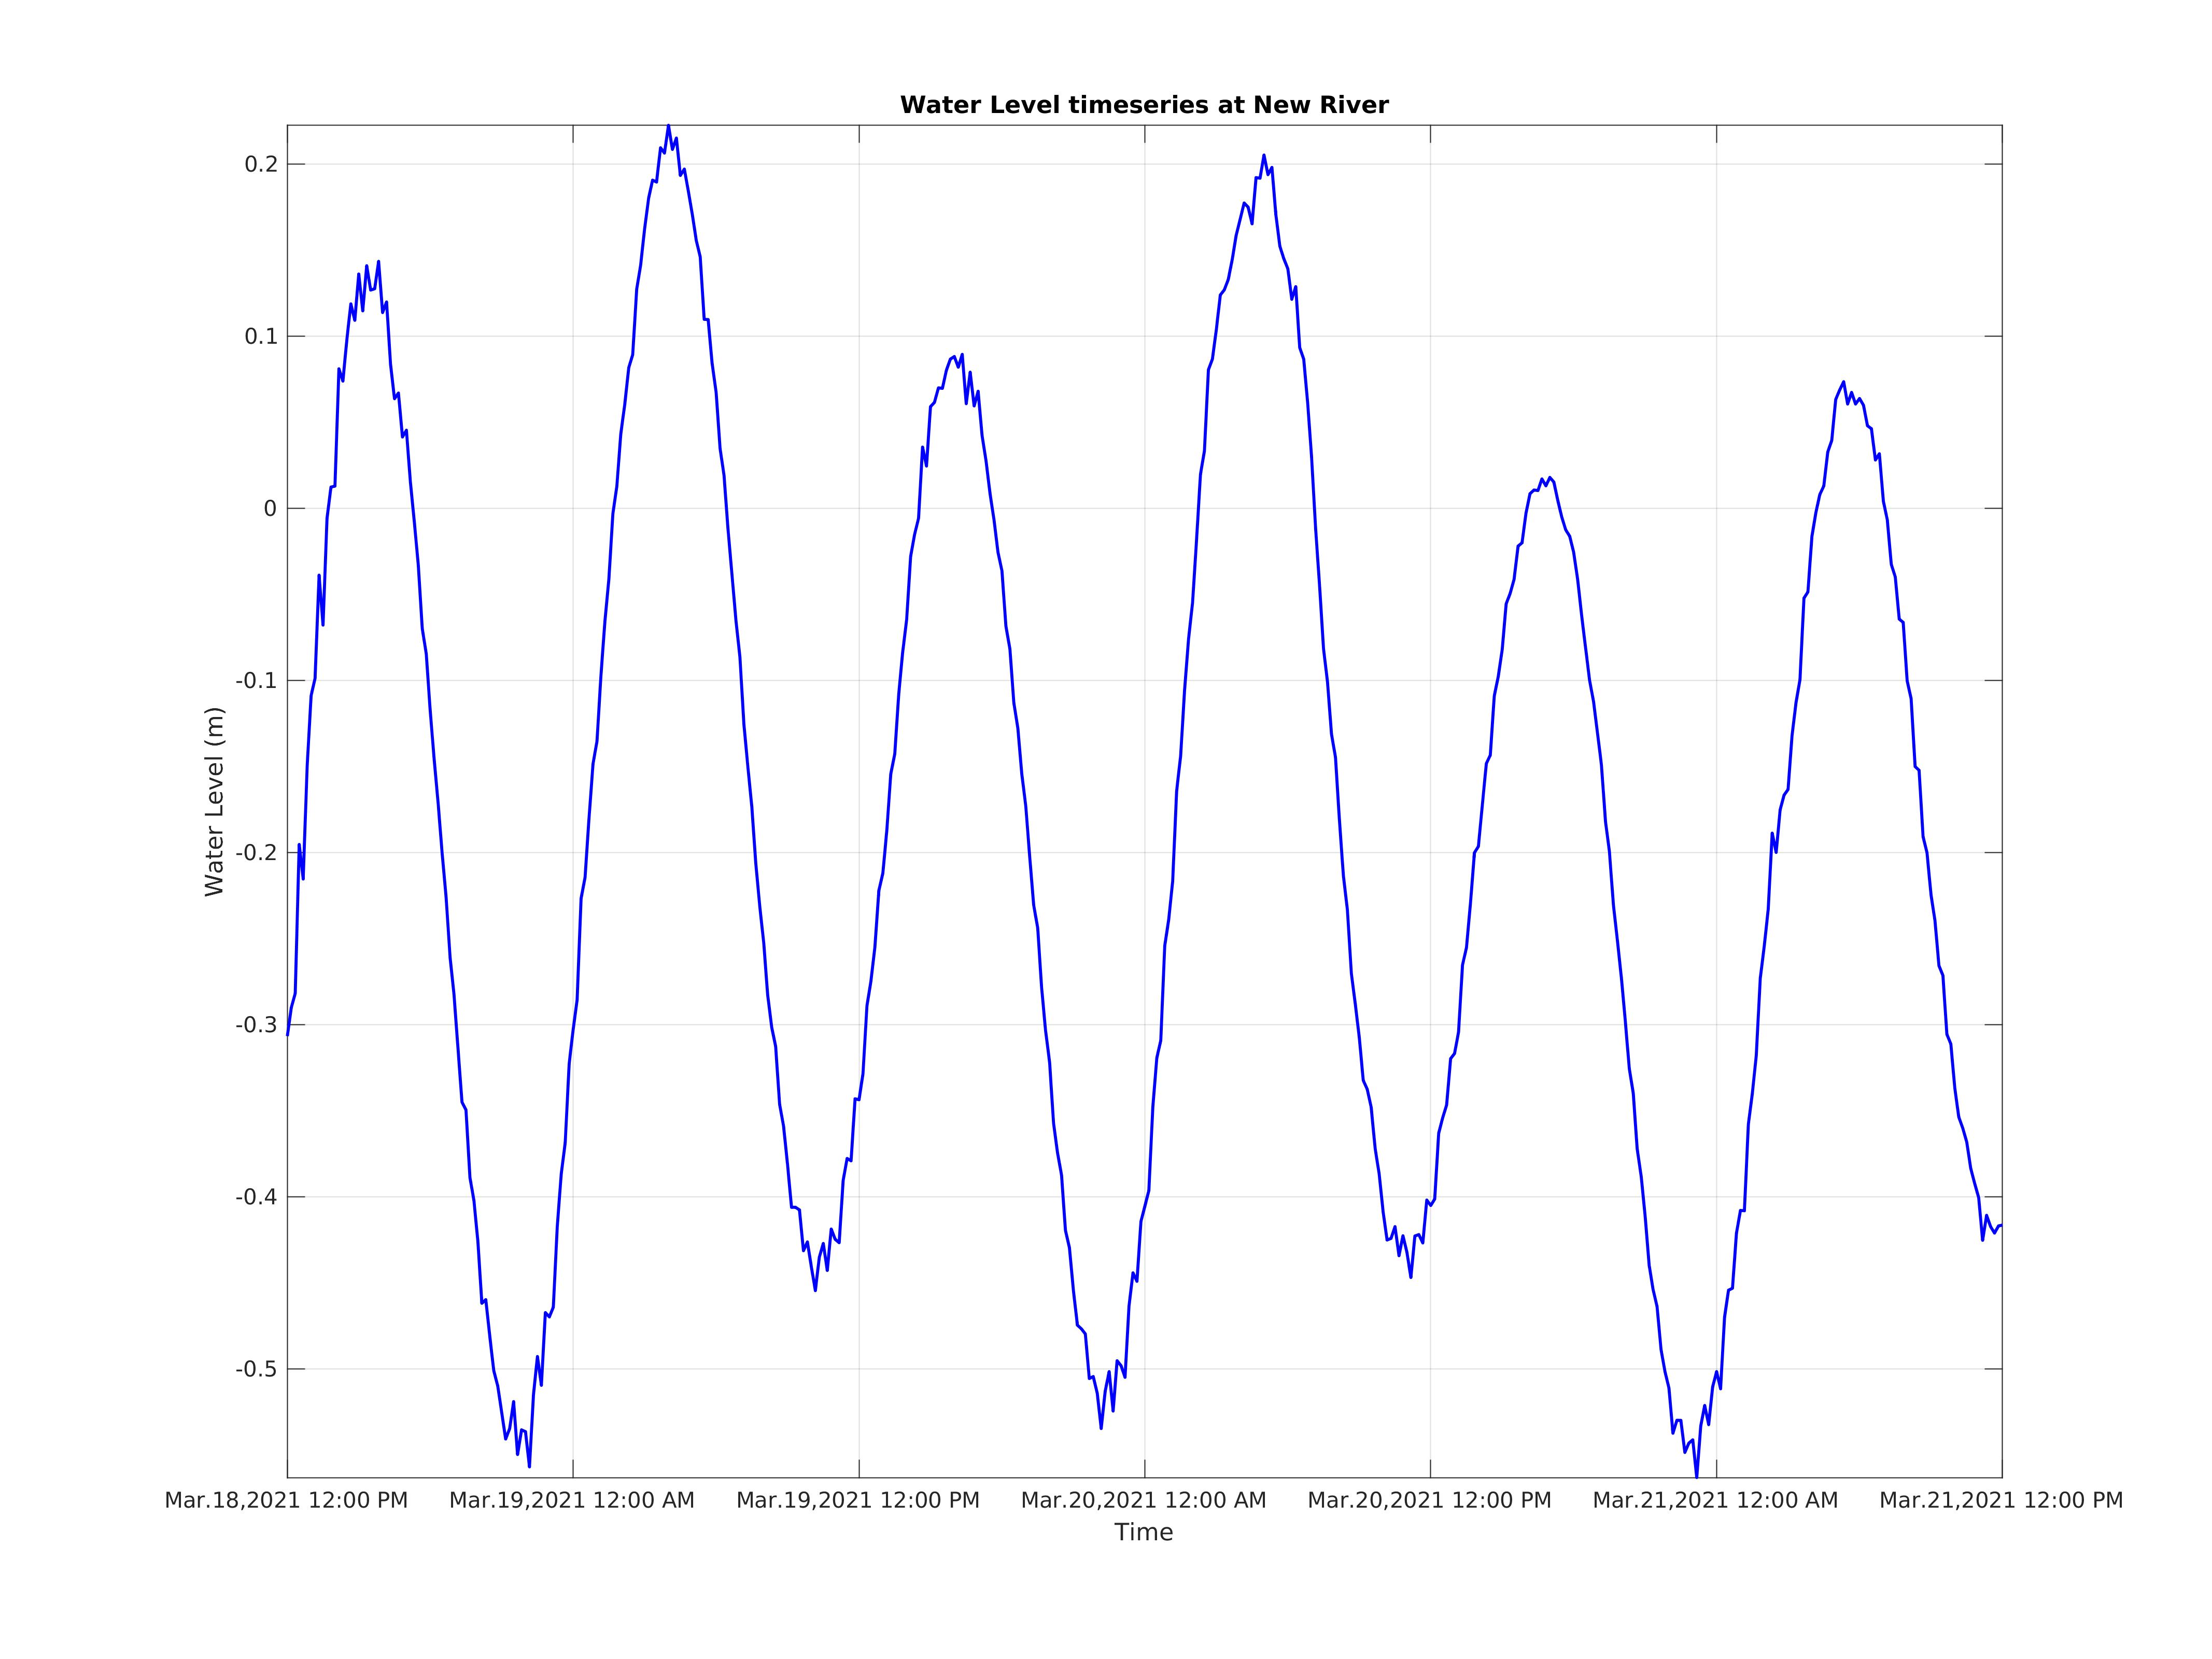 Water Level timeseries at New River
0.2
0.1
0
-0.1
-0.2
-0.3
-0.4
-0.5
Water Level (m)
Mar.18,2021 12:00 PM Mar.19,2021 12:00 AM Mar.19,2021 12:00 PM Mar.20,2021 12:00 AM Mar.20,2021 12:00 PM Mar.21,2021 12:00 AM Mar.21,2021 12:00 PM
Time